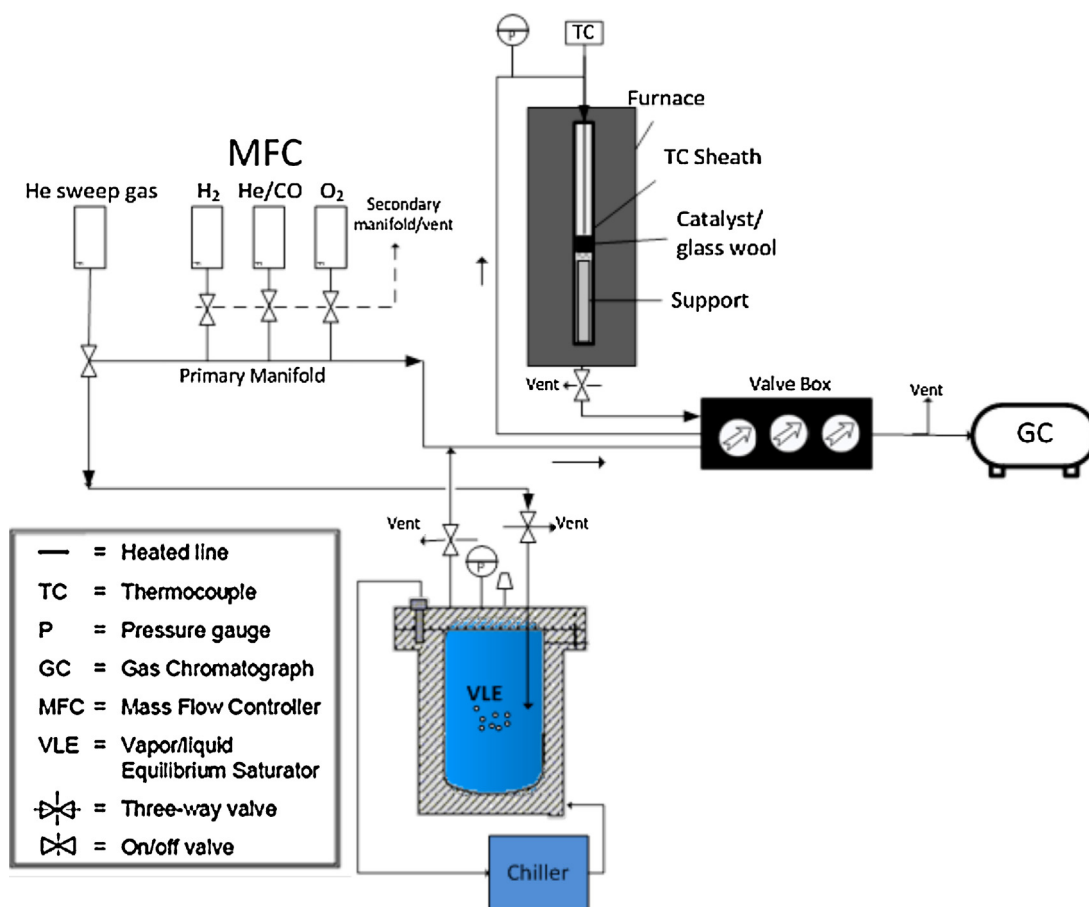 P
TC
Furnace
TC Sheath
Catalyst/
glass wool
Support
MFC
He sweep gas
H₂
He/CO
O₂
Secondary
manifold/vent
Primary Manifold
Vent
Valve Box
Vent
GC
Vent
Vent
P
VLE
Chiller
— = Heated line
TC = Thermocouple
P = Pressure gauge
GC = Gas Chromatograph
MFC = Mass Flow Controller
VLE = Vapor/liquid
Equilibrium Saturator
= Three-way valve
= On/off valve